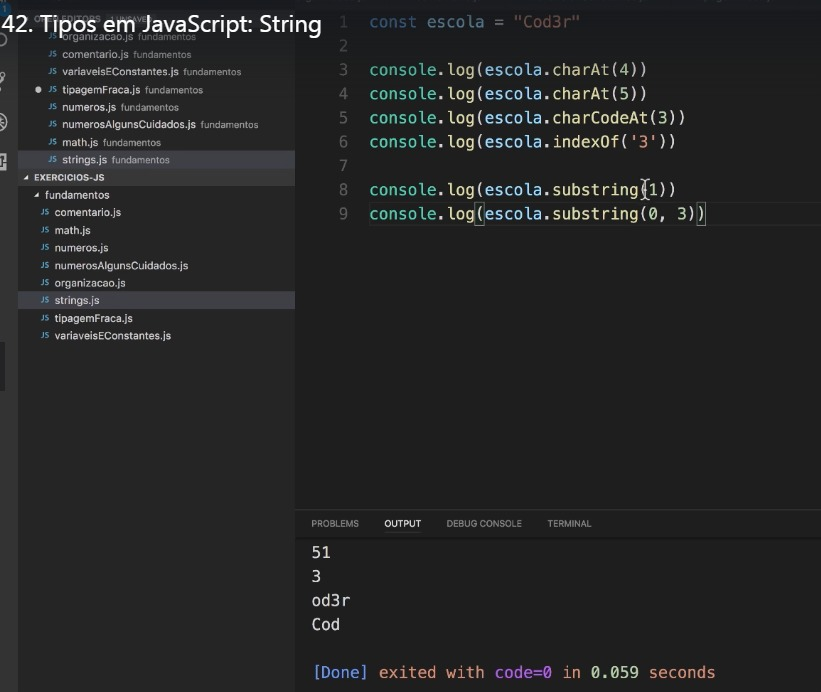 42. Tipos em JavaScript: String
JS organizacao.js fundamentos
JS comentario.js fundamentos
JS variaveisEConstantes.js fundamentos
JS tipagemFraca.js fundamentos
JS numeros.js fundamentos
JS numerosAlgunsCuidados.js fundamentos
JS math.js fundamentos
JS strings.js fundamentos
EXERCICIOS-JS
fundamentos
JS comentario.js
JS math.js
JS numeros.js
JS numerosAlgunsCuidados.js
JS organizacao.js
JS strings.js
JS tipagemFraca.js
JS variaveisEConstantes.js
1 const escola = "Cod3r"
2
3 console.log(escola.charAt(4))
4 console.log(escola.charAt(5))
5 console.log(escola.charCodeAt(3))
6 console.log(escola.indexOf('3'))
7
8 console.log(escola.substring(1))
9 console.log(escola.substring(0, 3))
PROBLEMS OUTPUT DEBUG CONSOLE TERMINAL
51
3
od3r
Cod
[Done] exited with code=0 in 0.059 seconds